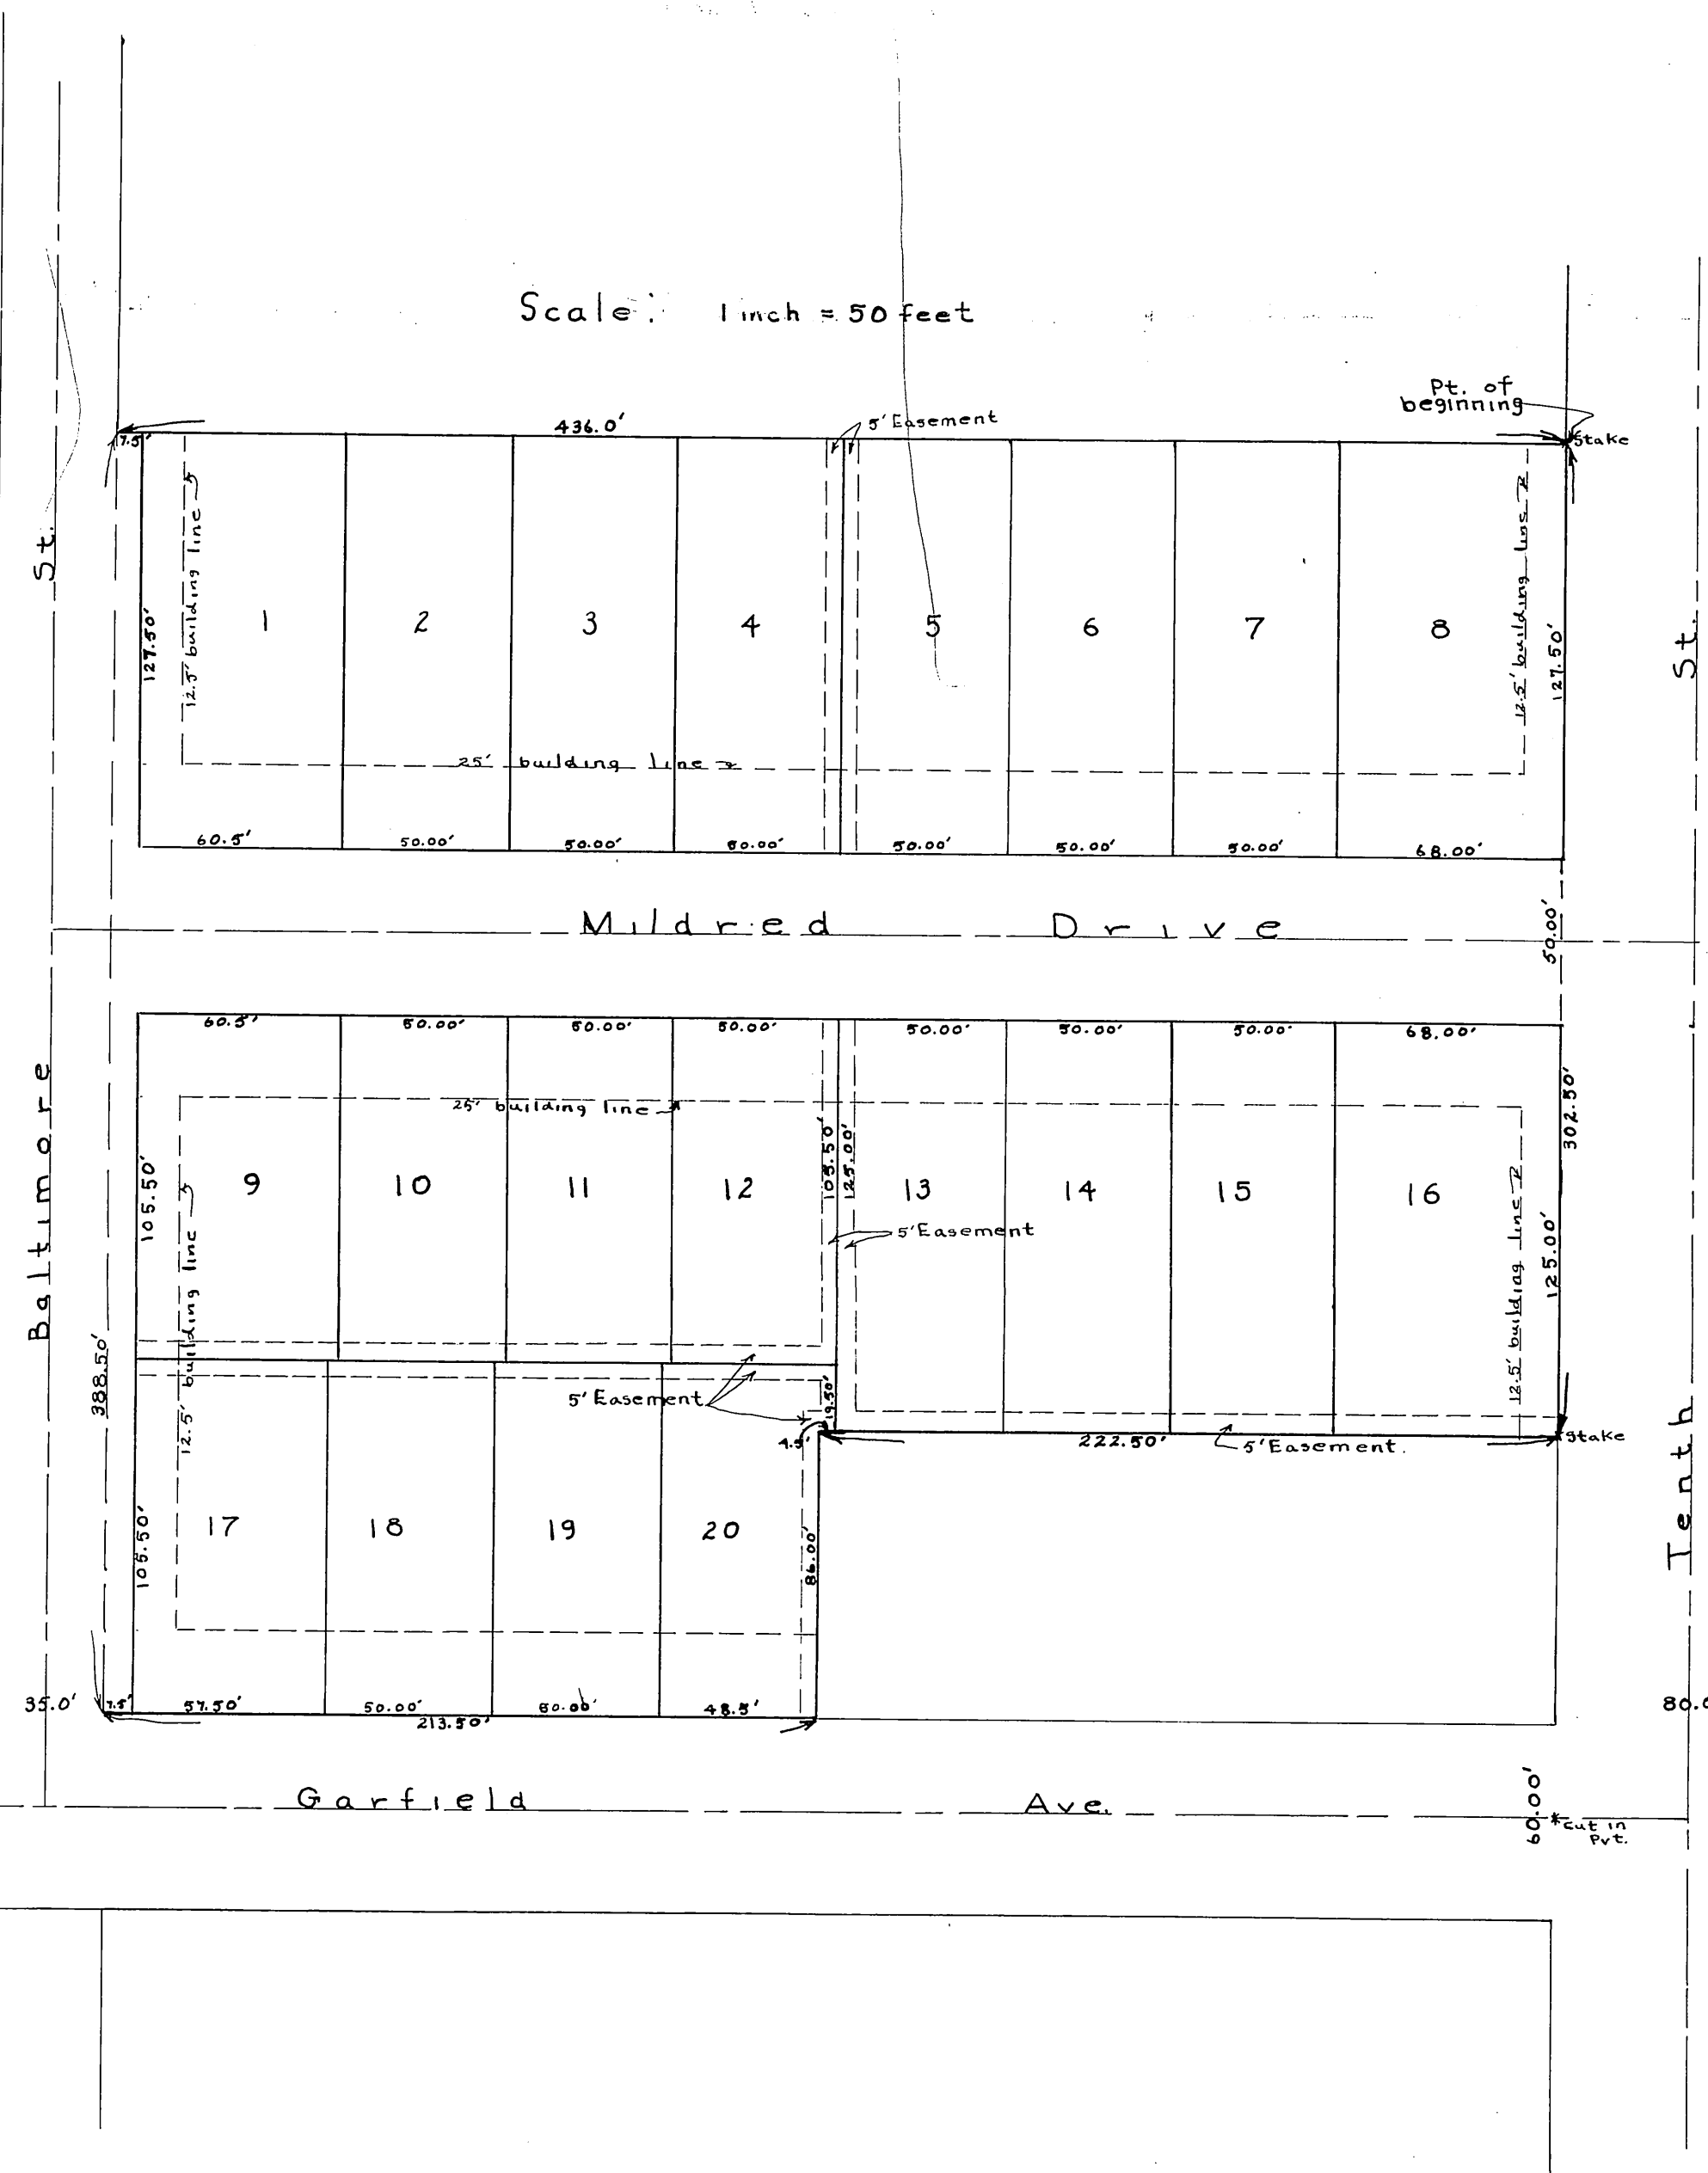 Scale: 1 inch = 50 feet
Pt. of
beginning
Stake
7.5'
436.0'
5' Easement
St.
127.50'
12.5' building line
1
2
3
4
5
6
7
8
12.5' building line
127.50'
St.
25' building line
60.5'
50.00'
50.00'
50.00'
50.00'
50.00'
50.00'
68.00'
Mildred Drive
50.00'
60.5'
50.00'
50.00'
50.00'
50.00'
50.00'
50.00'
68.00'
25' building line
302.50'
Baltimore
105.50'
9
10
11
12
105.50'
125.00'
13
14
15
16
12.5' building line
125.00'
5' Easement
12.5' building line
388.50'
5' Easement
19.50'
4.5'
222.50'
5' Easement.
Stake
Tenth
105.50'
17
18
19
20
86.00'
35.0'
7.5'
57.50'
50.00'
50.00'
48.5'
213.50'
80.0
Garfield Ave.
60.00'
cut in
Pvt.